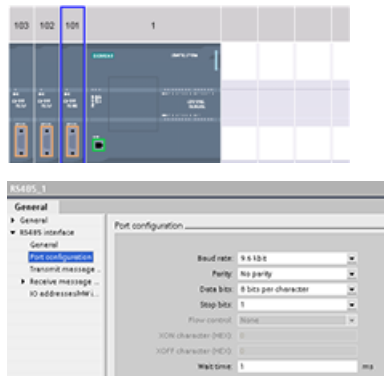 103 102 101 1
SIEMENS
RS485_1
General
General
RS485 interface
General
Port configuration
Transmit message ..
Receive message ...
IO addresses/HW i...
Port configuration
Baud rate: 9.6 kbit
Parity: No parity
Data bits: 8 bits per character
Stop bits: 1
Flow control: None
XON character (HEX): 0
XOFF character (HEX): 0
Wait time: 1 ms